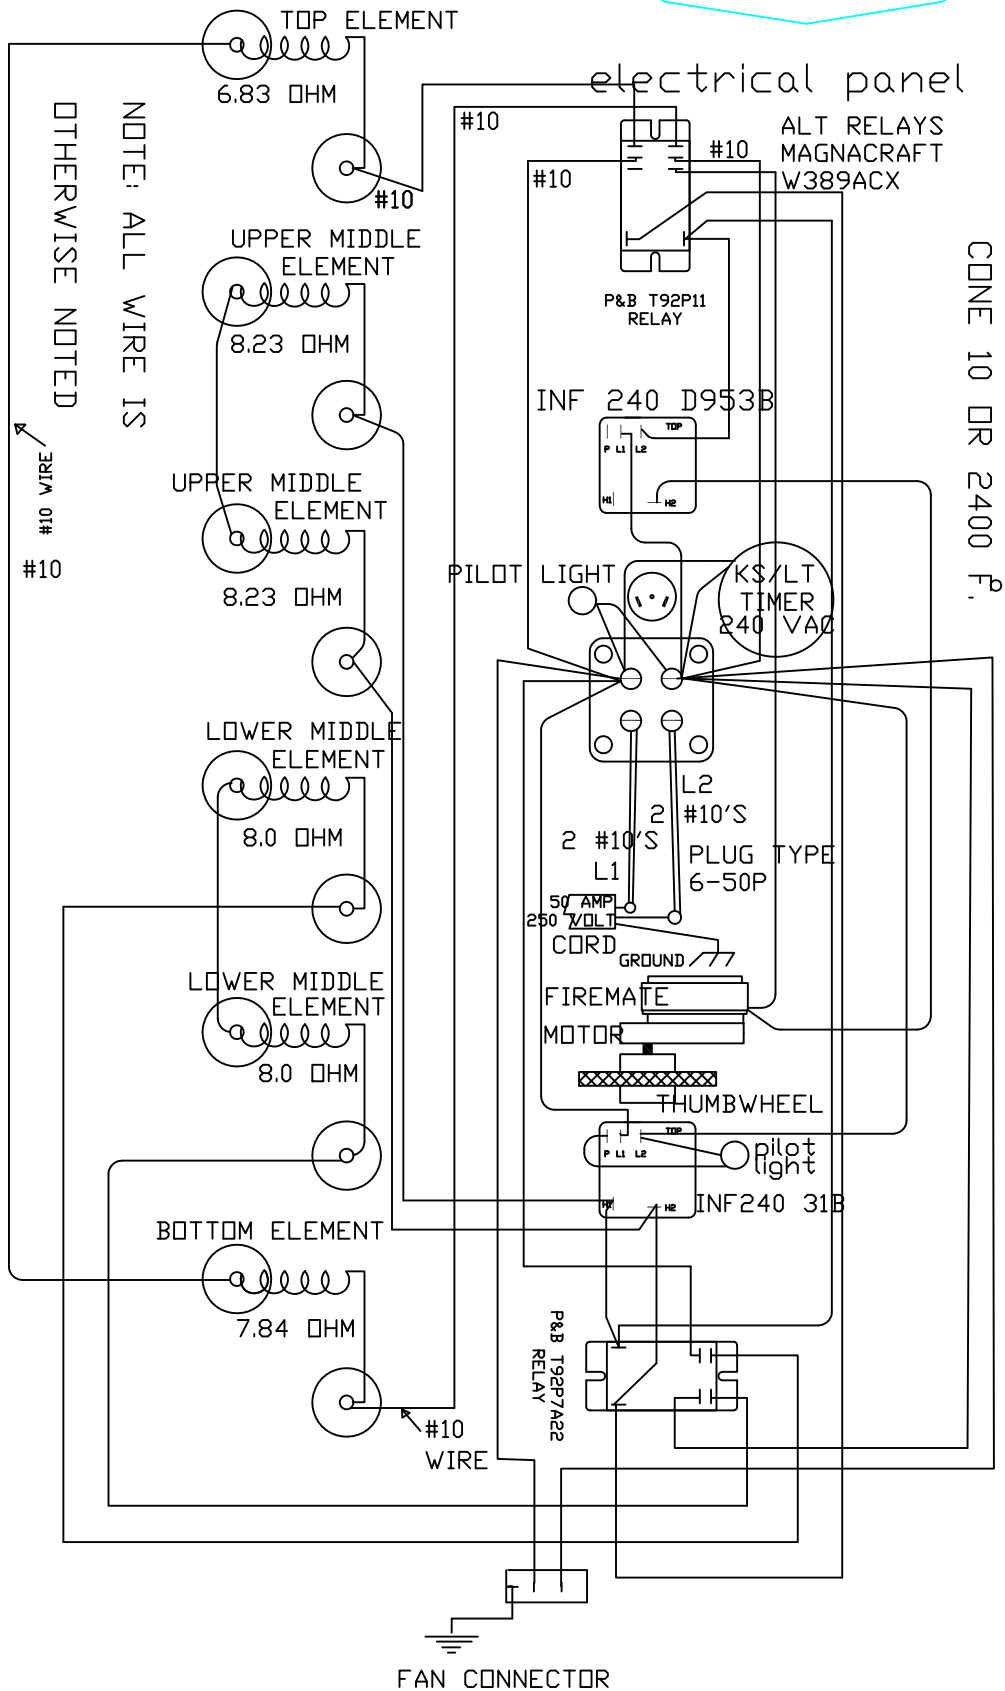 TOP ELEMENT
6.83 OHM
#10
electrical panel
ALT RELAYS
MAGNACRAFT
W389ACX
#10
#10
#10
NOTE: ALL WIRE IS
OTHERWISE NOTED
UPPER MIDDLE
ELEMENT
8.23 OHM
P&B T92P11
RELAY
CONE 10 OR 2400 F.
INF 240 D953B
TOP
P L1 L2
H1 H2
#10 WIRE
#10
UPPER MIDDLE
ELEMENT
8.23 OHM
PILOT LIGHT
KS/LT
TIMER
240 VAC
LOWER MIDDLE
ELEMENT
8.0 OHM
L2
2 #10'S
2 #10'S
L1
PLUG TYPE
6-50P
50 AMP
250 VOLT
CORD
GROUND
FIREMATE
MOTOR
THUMBWHEEL
LOWER MIDDLE
ELEMENT
8.0 OHM
TOP
P L1 L2
H1 H2
pilot
light
INF240 31B
BOTTOM ELEMENT
7.84 OHM
P&B T92P7A22
RELAY
#10
WIRE
FAN CONNECTOR